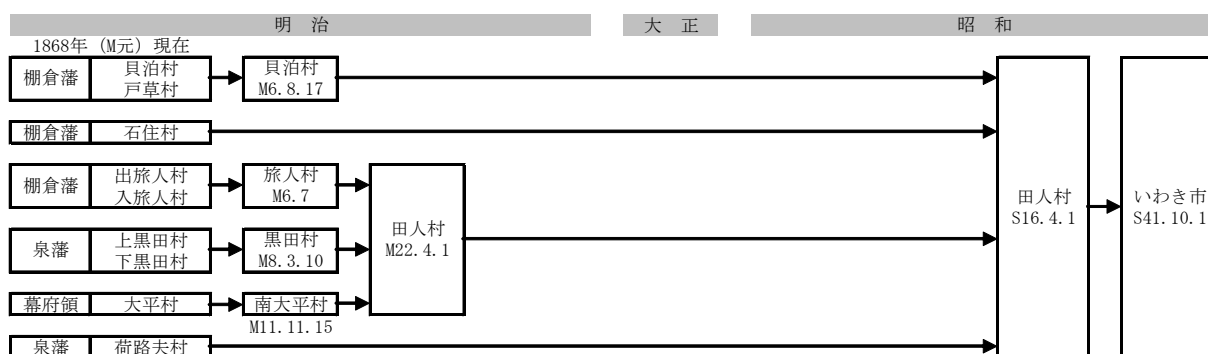 明 治
大 正
昭 和
1868年 (M元) 現在
棚倉藩
貝泊村
戸草村
貝泊村
M6.8.17
棚倉藩
石住村
棚倉藩
出旅人村
入旅人村
旅人村
M6.7
泉藩
上黒田村
下黒田村
黒田村
M8.3.10
幕府領
大平村
南大平村
M11.11.15
田人村
M22.4.1
泉藩
荷路夫村
田人村
S16.4.1
いわき市
S41.10.1